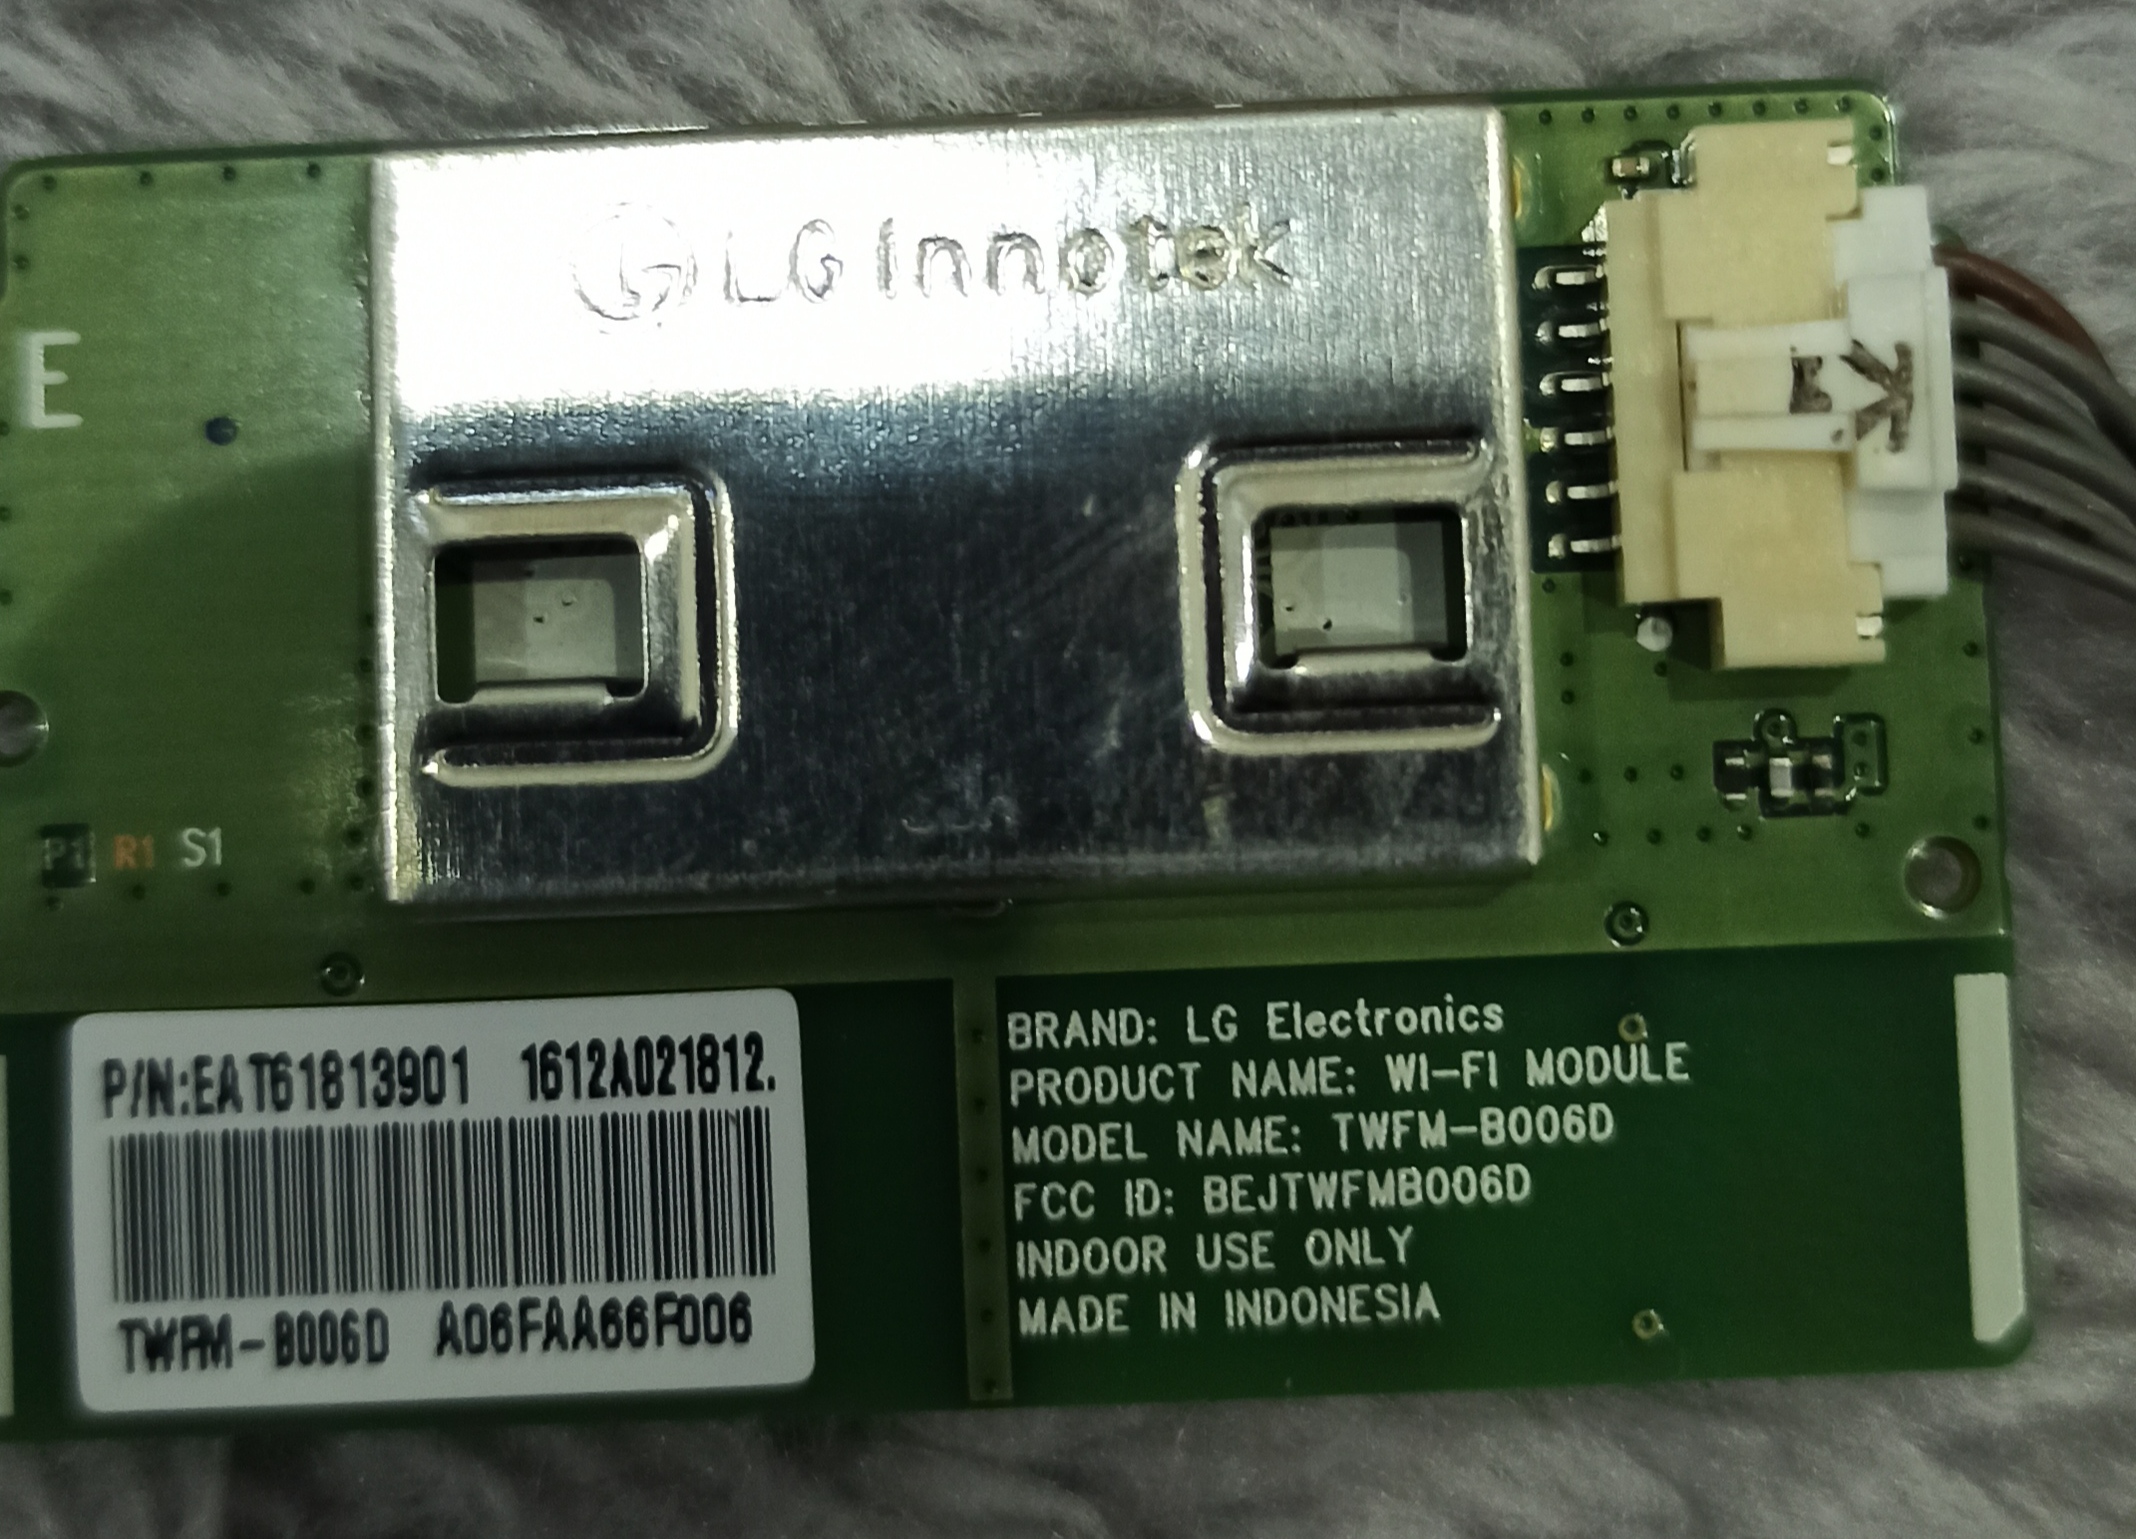 LG Innotek
E
P1 R1 S1
P/N:EAT61813901 1612A021812.
TWFM-B006D A06FAA66F006
BRAND: LG Electronics
PRODUCT NAME: WI-FI MODULE
MODEL NAME: TWFM-B006D
FCC ID: BEJTWFMB006D
INDOOR USE ONLY
MADE IN INDONESIA